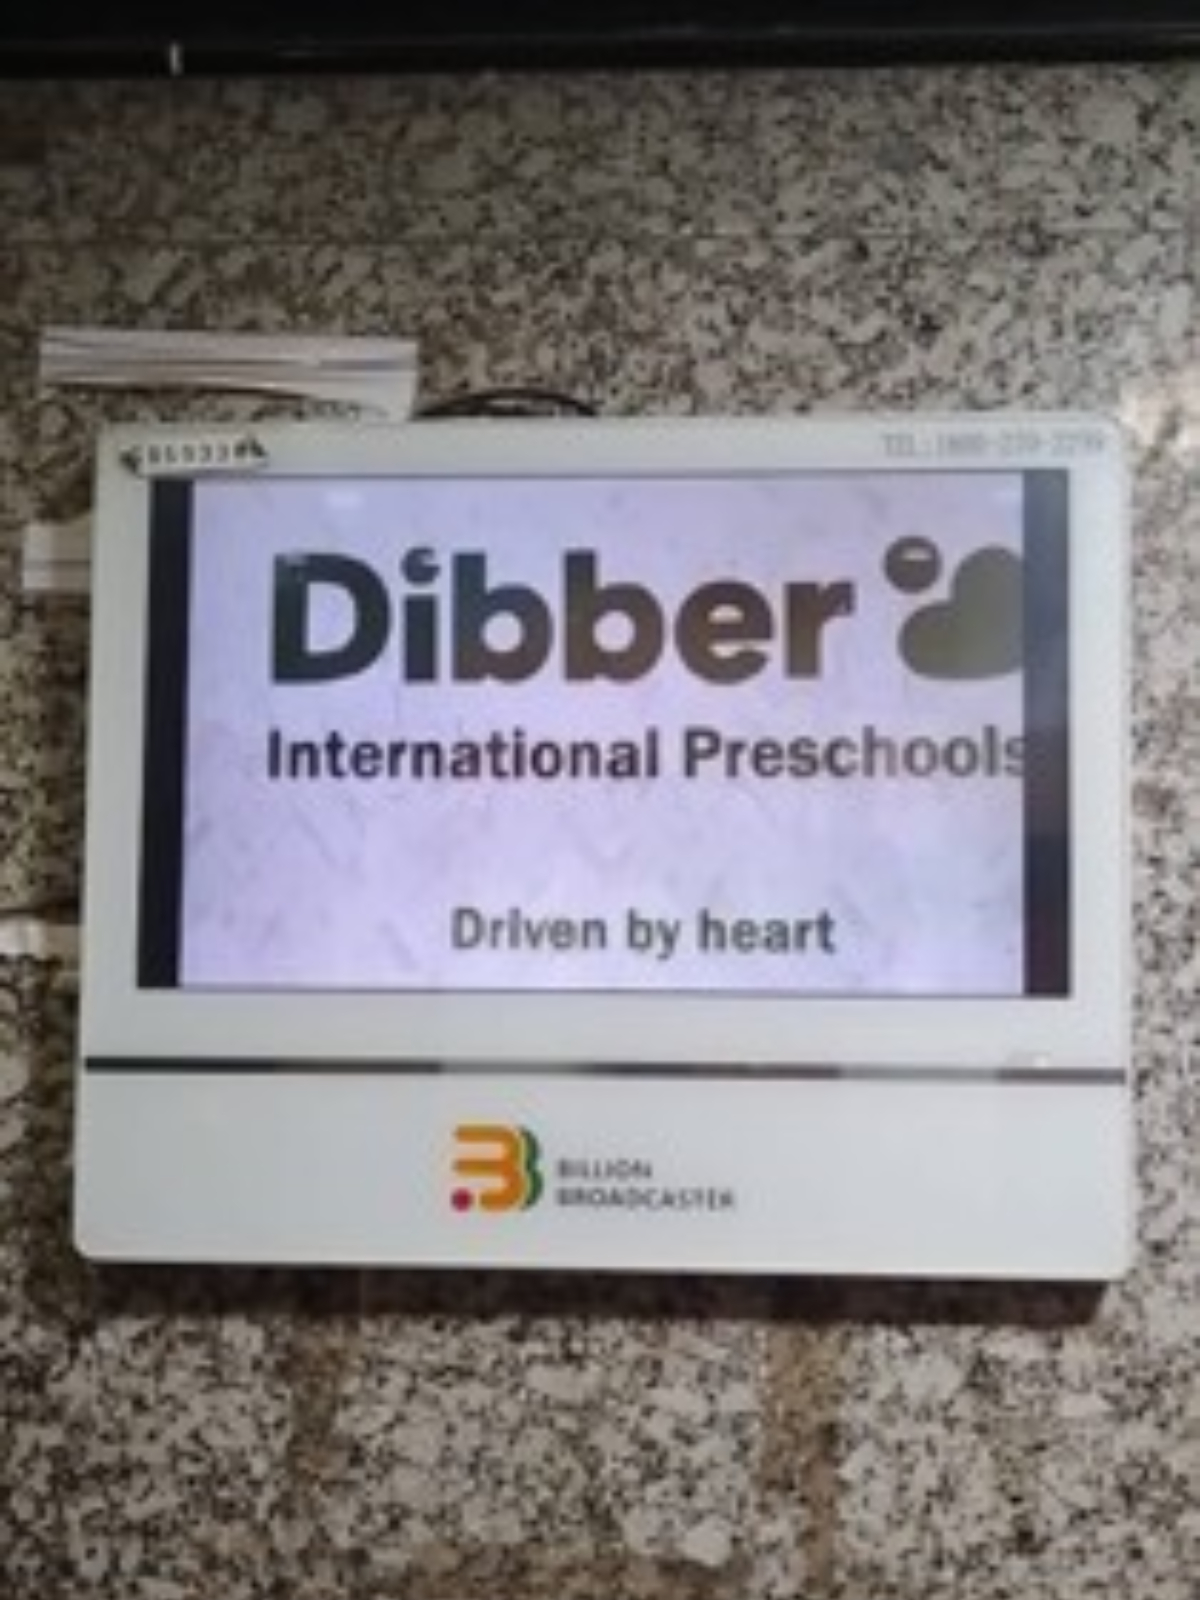 Dibber
International Preschools
Driven by heart
BILLION
BROADCASTER